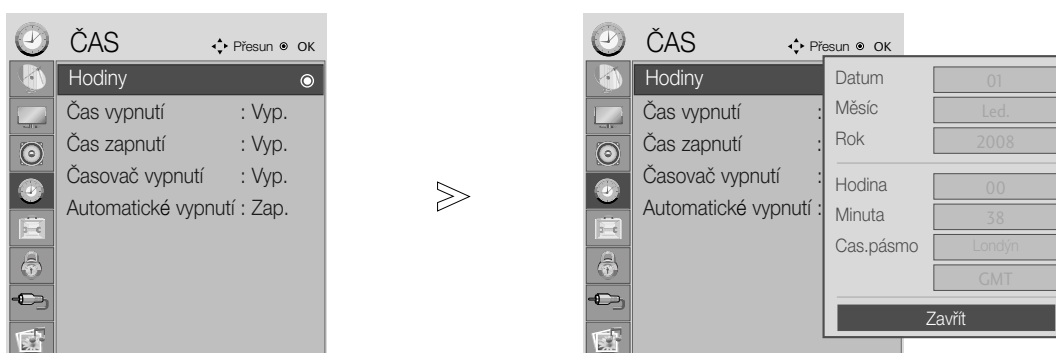 ČAS Přesun OK
Hodiny
Čas vypnutí : Vyp.
Čas zapnutí : Vyp.
Časovač vypnutí : Vyp.
Automatické vypnutí : Zap.
ČAS Přesun OK
Hodiny
Čas vypnutí :
Čas zapnutí :
Časovač vypnutí :
Automatické vypnutí :
Datum 01
Měsíc Led.
Rok 2008
Hodina 00
Minuta 38
Cas.pásmo Londýn
GMT
Zavřít